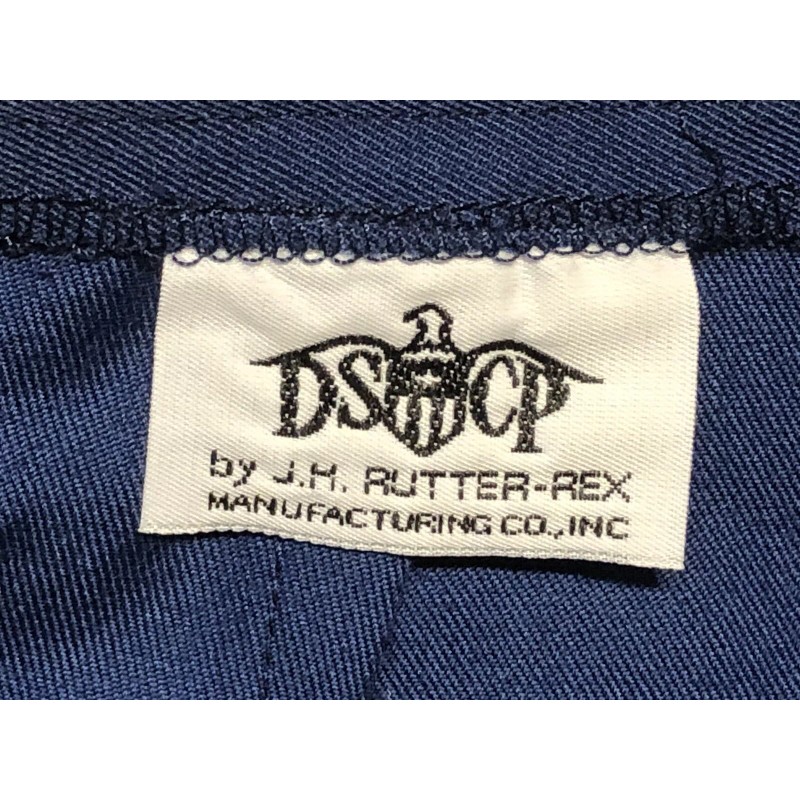 DSCP
by J.H. RUTTER-REX
MANUFACTURING CO., INC